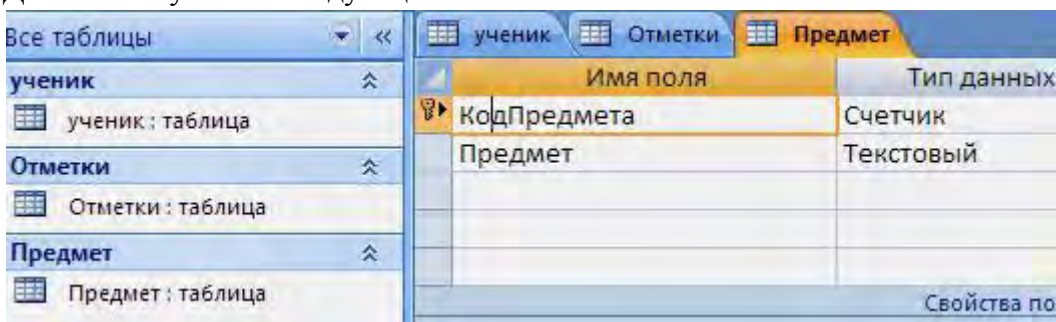 Все таблицы
ученик
ученик : таблица
Отметки
Отметки : таблица
Предмет
Предмет : таблица
ученик Отметки Предмет
Имя поля Тип данных
КодПредмета Счетчик
Предмет Текстовый
Свойства по